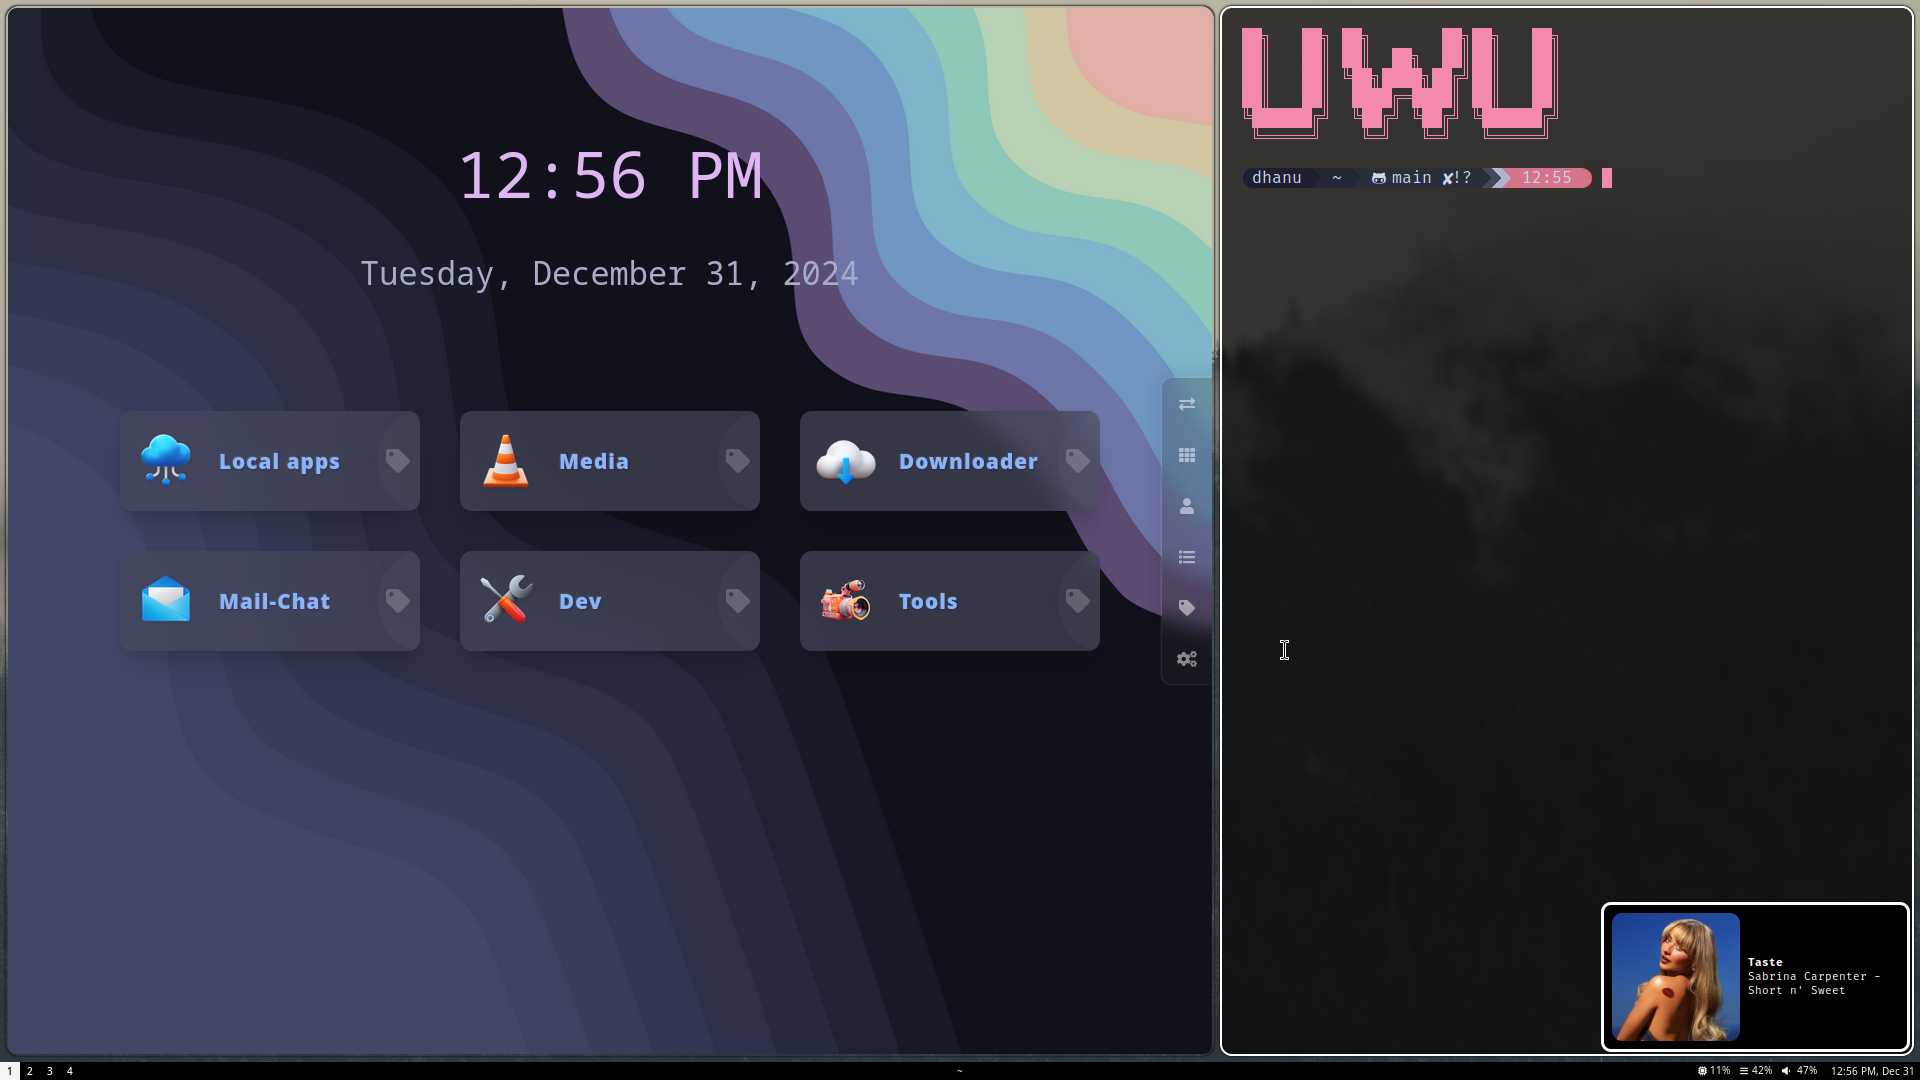 12:56 PM
Tuesday, December 31, 2024
Local apps
Media
Downloader
Mail-Chat
Dev
Tools
UWU
dhanu ~ main ✘!? 12:55
Taste
Sabrina Carpenter -
Short n' Sweet
1 2 3 4
~
11% 42% 47% 12:56 PM, Dec 31